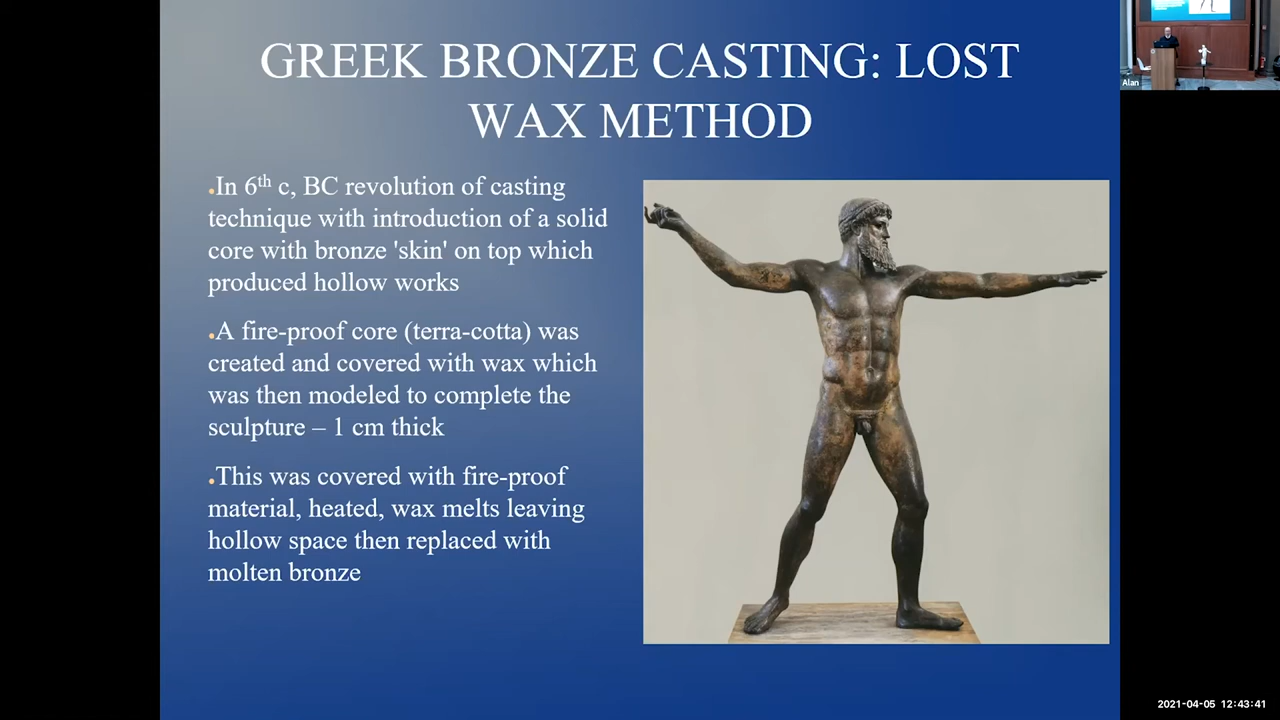 GREEK BRONZE CASTING: LOST
WAX METHOD
.In 6th c, BC revolution of casting
technique with introduction of a solid
core with bronze 'skin' on top which
produced hollow works
.A fire-proof core (terra-cotta) was
created and covered with wax which
was then modeled to complete the
sculpture – 1 cm thick
.This was covered with fire-proof
material, heated, wax melts leaving
hollow space then replaced with
molten bronze
Alan
2021-04-05 12:43:41